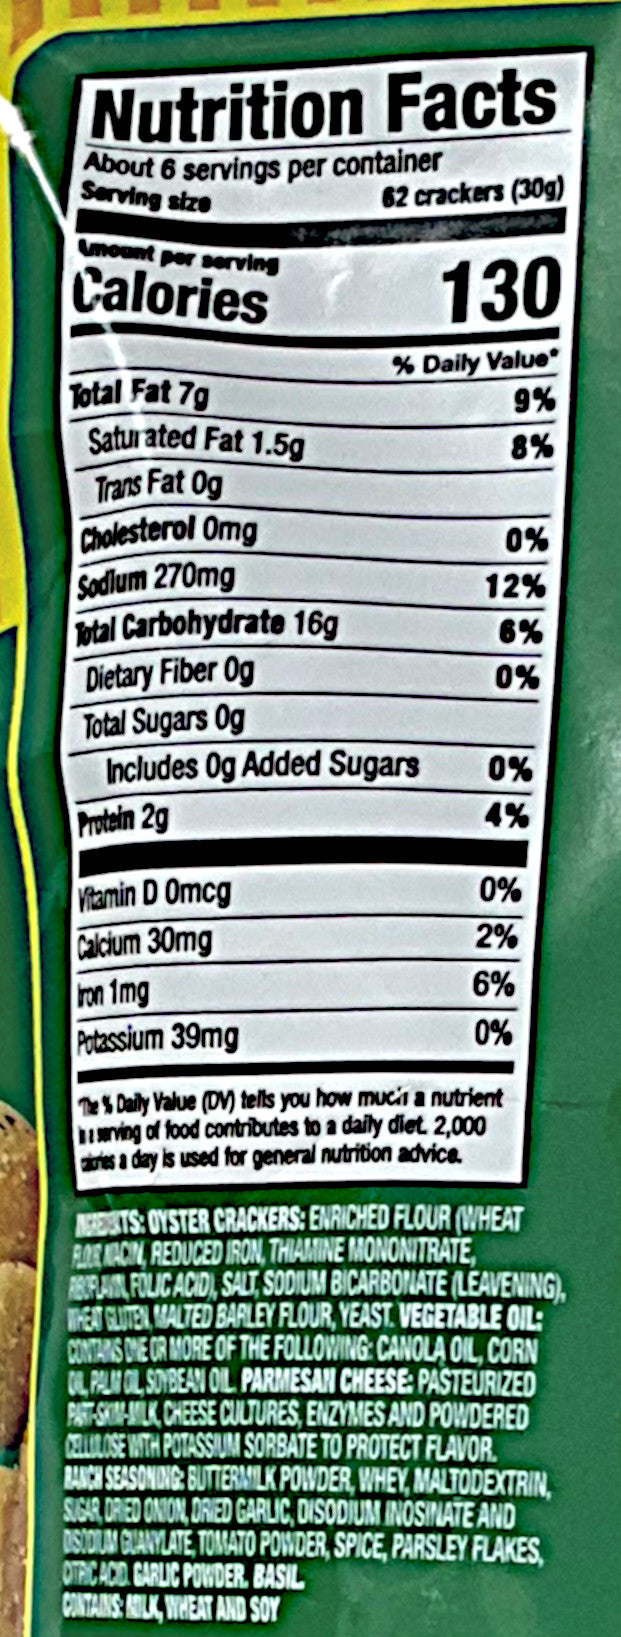 Nutrition Facts
About 6 servings per container
Serving size 62 crackers (30g)
Amount per serving
Calories 130
% Daily Value*
Total Fat 7g 9%
Saturated Fat 1.5g 8%
Trans Fat 0g
Cholesterol 0mg 0%
Sodium 270mg 12%
Total Carbohydrate 16g 6%
Dietary Fiber 0g 0%
Total Sugars 0g
Includes 0g Added Sugars 0%
Protein 2g 4%
Vitamin D 0mcg 0%
Calcium 30mg 2%
Iron 1mg 6%
Potassium 39mg 0%
*The % Daily Value (DV) tells you how much a nutrient
in a serving of food contributes to a daily diet. 2,000
calories a day is used for general nutrition advice.
INGREDIENTS: OYSTER CRACKERS: ENRICHED FLOUR (WHEAT
FLOUR, NIACIN, REDUCED IRON, THIAMINE MONONITRATE,
RIBOFLAVIN, FOLIC ACID), SALT, SODIUM BICARBONATE (LEAVENING),
WHEAT GLUTEN, MALTED BARLEY FLOUR, YEAST. VEGETABLE OIL:
CONTAINS ONE OR MORE OF THE FOLLOWING: CANOLA OIL, CORN
OIL, PALM OIL, SOYBEAN OIL. PARMESAN CHEESE: PASTEURIZED
PART-SKIM-MILK, CHEESE CULTURES, ENZYMES AND POWDERED
CELLULOSE WITH POTASSIUM SORBATE TO PROTECT FLAVOR.
RANCH SEASONING: BUTTERMILK POWDER, WHEY, MALTODEXTRIN,
SUGAR, DRIED ONION, DRIED GARLIC, DISODIUM INOSINATE AND
DISODIUM GUANYLATE, TOMATO POWDER, SPICE, PARSLEY FLAKES,
CITRIC ACID. GARLIC POWDER. BASIL.
CONTAINS: MILK, WHEAT AND SOY